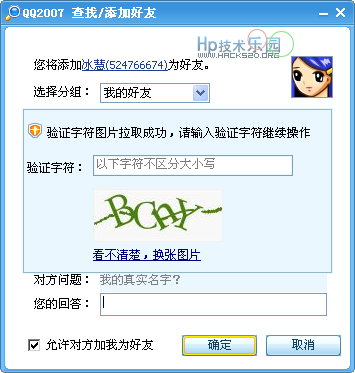 QQ2007 查找/添加好友
Hp技术乐园
WWW.HACKS20.ORG
您将添加冰慧(524766674)为好友。
选择分组： 我的好友
验证字符图片拉取成功，请输入验证字符继续操作
验证字符： 以下字符不区分大小写
看不清楚，换张图片
对方问题： 我的真实名字？
您的回答：
允许对方加我为好友
确定
取消